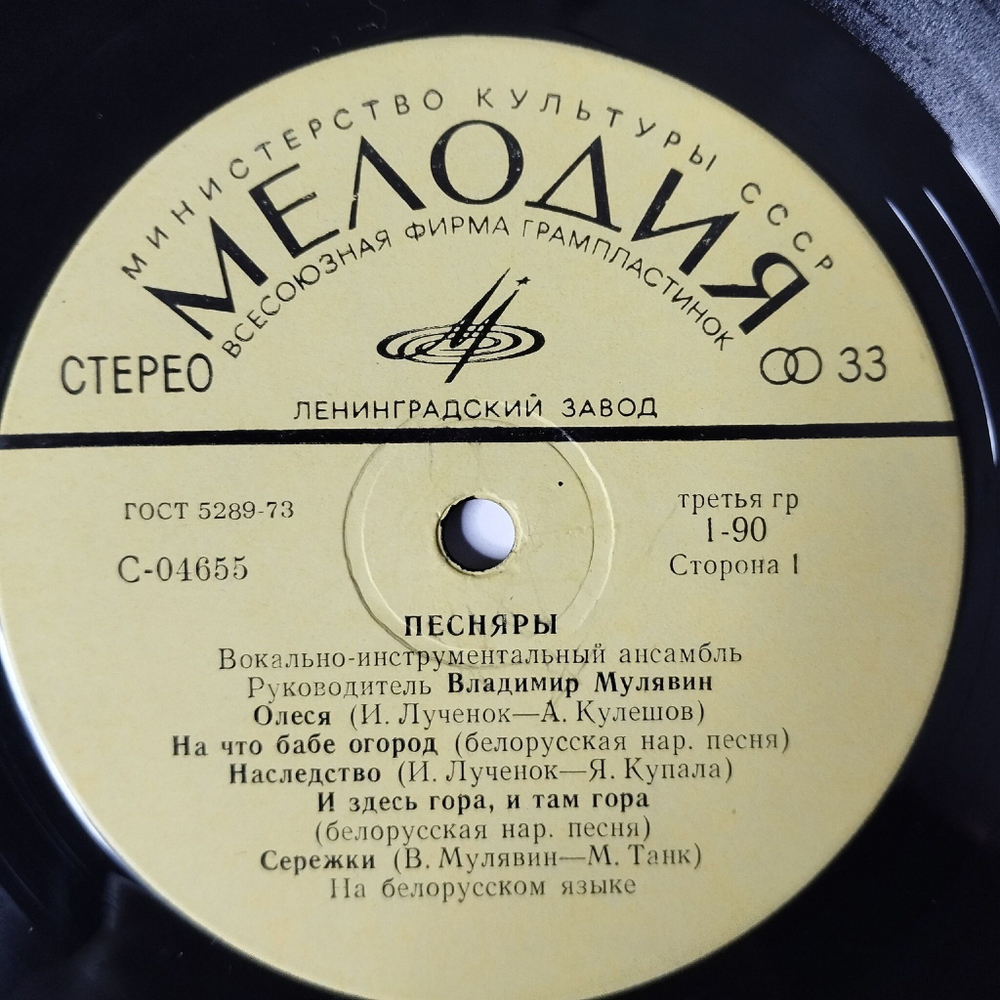 МИНИСТЕРСТВО КУЛЬТУРЫ СССР
МЕЛОДИЯ
ВСЕСОЮЗНАЯ ФИРМА ГРАМПЛАСТИНОК
СТЕРЕО
33
ЛЕНИНГРАДСКИЙ ЗАВОД
ГОСТ 5289-73
третья гр
1-90
С-04655
Сторона 1
ПЕСНЯРЫ
Вокально-инструментальный ансамбль
Руководитель Владимир Мулявин
Олеся (И. Лученок—А. Кулешов)
На что бабе огород (белорусская нар. песня)
Наследство (И. Лученок—Я. Купала)
И здесь гора, и там гора
(белорусская нар. песня)
Сережки (В. Мулявин—М. Танк)
На белорусском языке